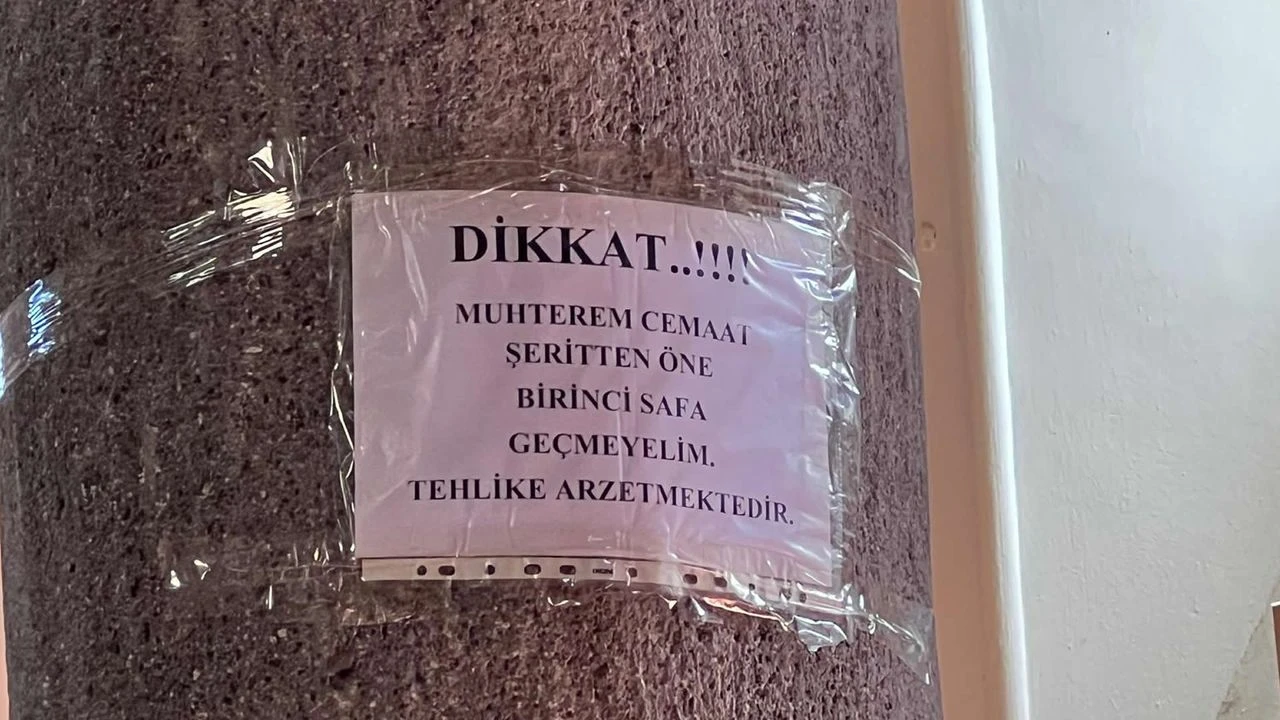 DİKKAT..!!!!
MUHTEREM CEMAAT
ŞERİTTEN ÖNE
BİRİNCİ SAFA
GEÇMEYELİM.
TEHLİKE ARZETMEKTEDİR.